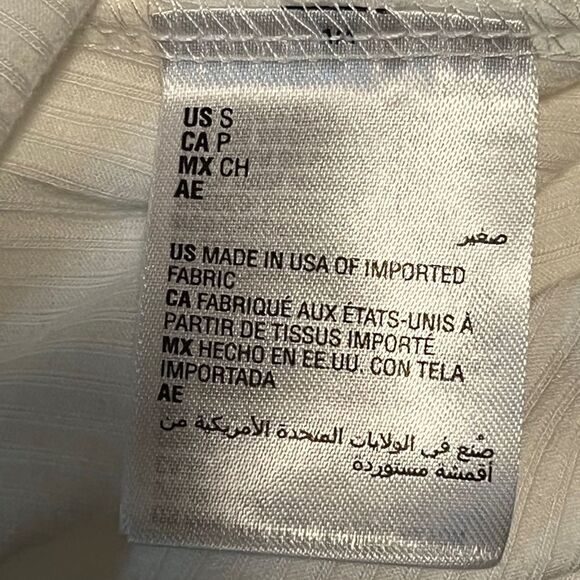 US S
CA P
MX CH
AE
صغير
US MADE IN USA OF IMPORTED
FABRIC
CA FABRIQUÉ AUX ÉTATS-UNIS À
PARTIR DE TISSUS IMPORTÉ
MX HECHO EN EE.UU. CON TELA
IMPORTADA
AE
صُنع في الولايات المتحدة الأمريكية من
أقمشة مستوردة